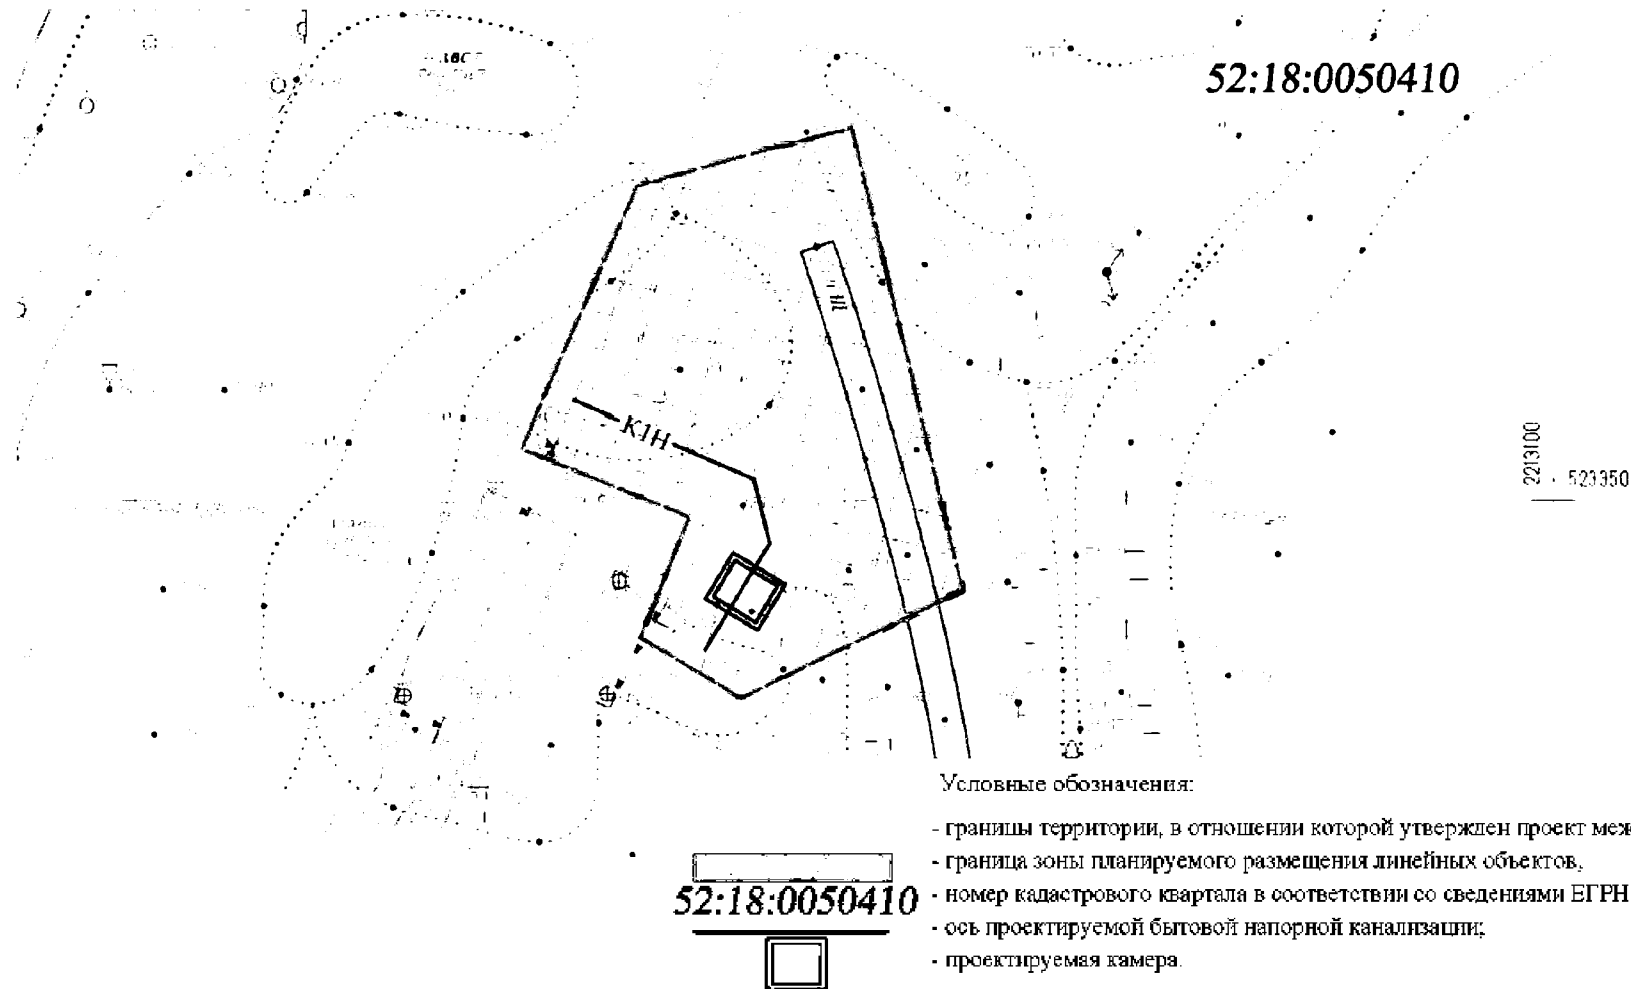 52:18:0050410
К1Н
2213100
523350
Условные обозначения:
- границы территории, в отношении которой утвержден проект меж
- граница зоны планируемого размещения линейных объектов,
52:18:0050410 - номер кадастрового квартала в соответствии со сведениями ЕГРН
- ось проектируемой бытовой напорной канализации;
- проектируемая камера.